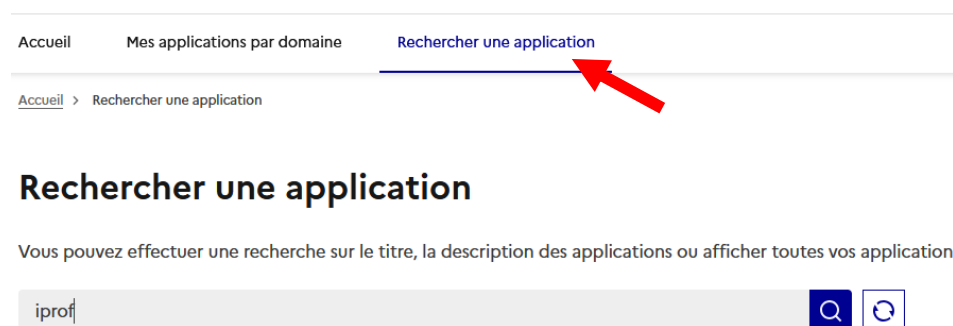 Accueil Mes applications par domaine Rechercher une application
Accueil > Rechercher une application
Rechercher une application
Vous pouvez effectuer une recherche sur le titre, la description des applications ou afficher toutes vos application
iprof